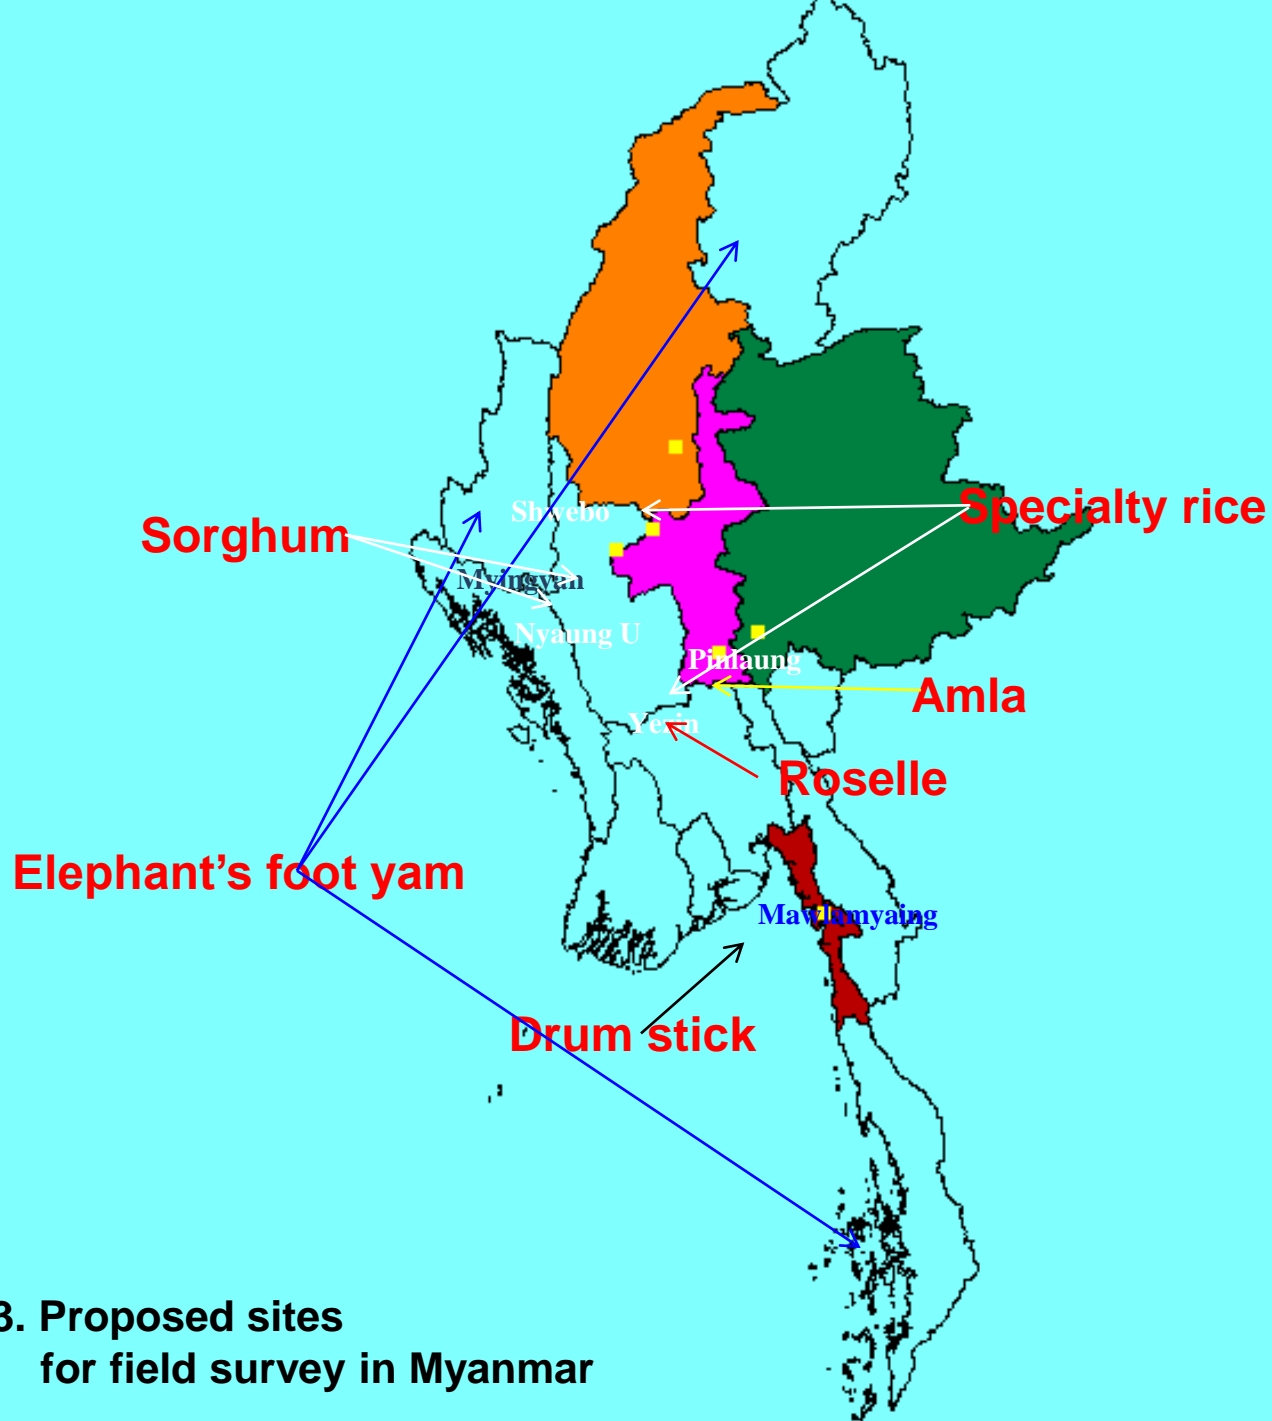 Shwebo
Specialty rice
Sorghum
Myingyan
Nyaung U
Pinlaung
Amla
Yezin
Roselle
Elephant’s foot yam
Mawlamyaing
Drum stick
3. Proposed sites
for field survey in Myanmar